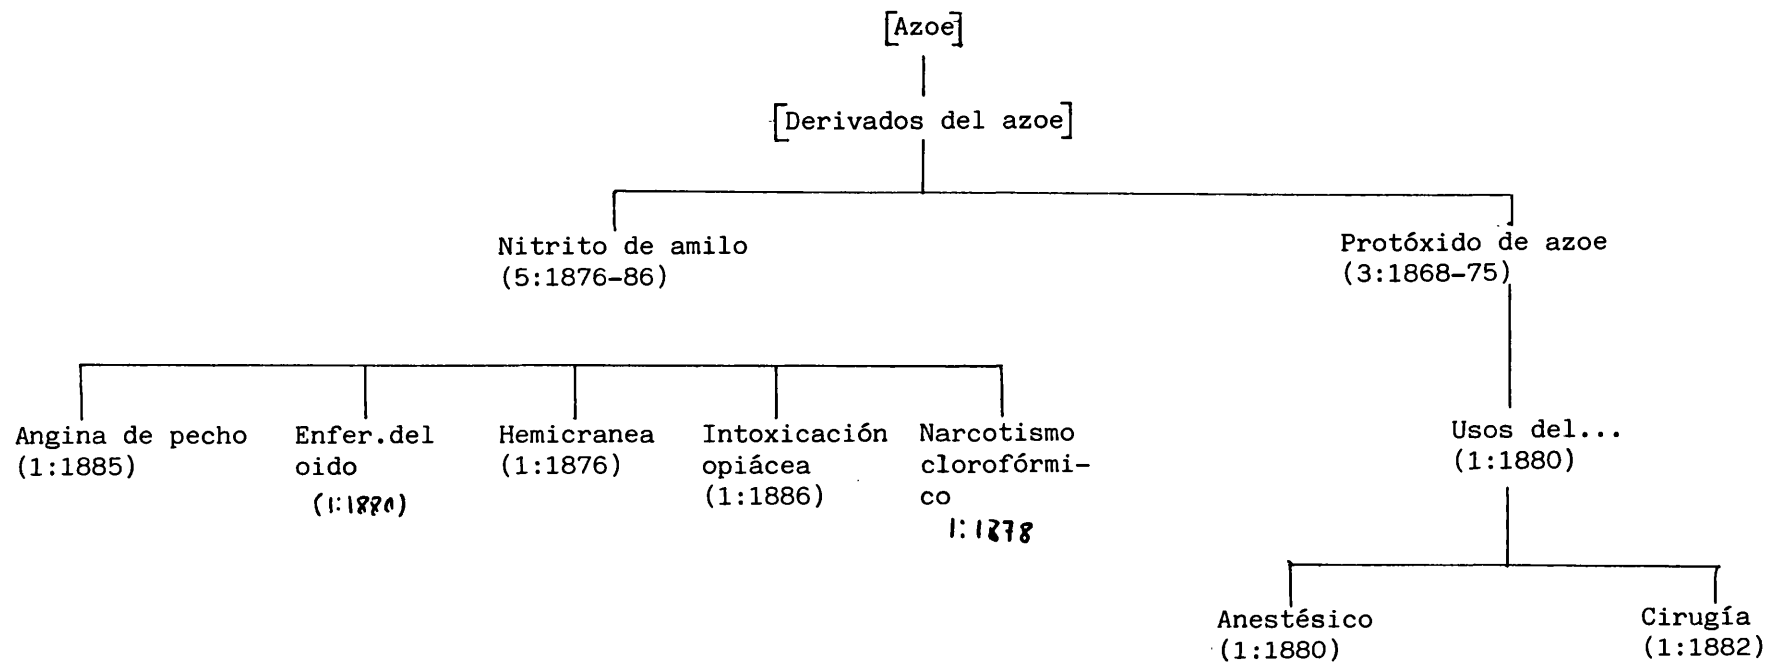 [Azoe]
[Derivados del azoe]
Nitrito de amilo
(5:1876-86)
Protóxido de azoe
(3:1868-75)
Angina de pecho
(1:1885)
Enfer.del
oido
(1:1880)
Hemicranea
(1:1876)
Intoxicación
opiácea
(1:1886)
Narcotismo
clorofórmi-
co
1:1878
Usos del...
(1:1880)
Anestésico
(1:1880)
Cirugía
(1:1882)